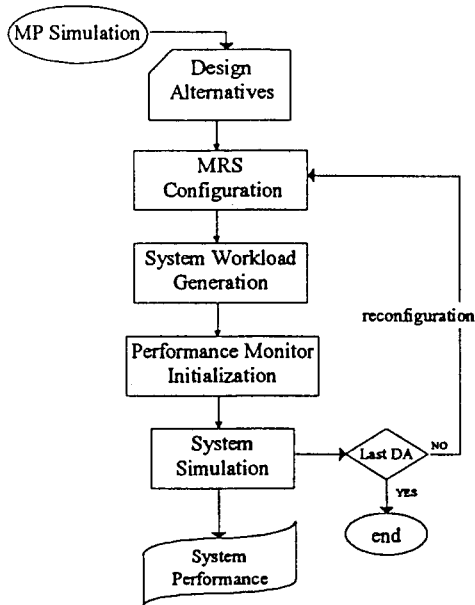 MP Simulation
Design
Alternatives
MRS
Configuration
System Workload
Generation
reconfiguration
Performance Monitor
Initialization
System
Simulation
Last DA
NO
YES
end
System
Performance